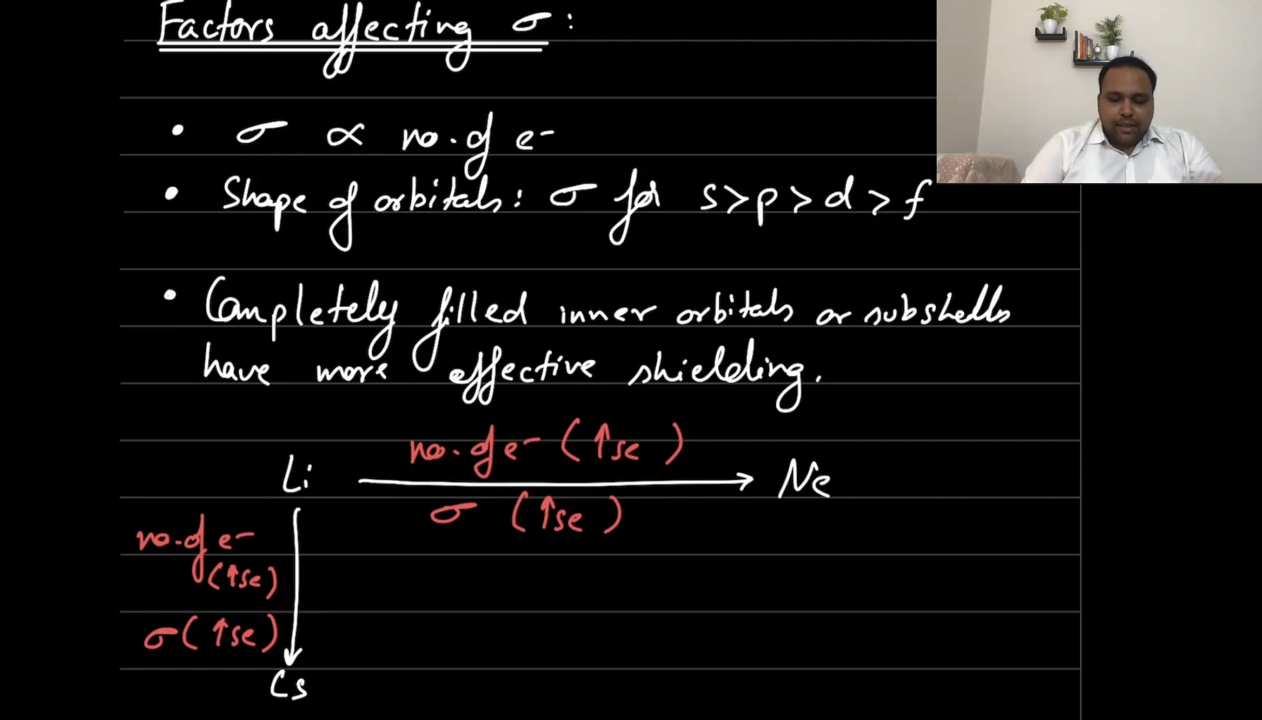 Factors affecting σ:
• σ ∝ no. of e-
• Shape of orbitals: σ for s>p>d>f
• Completely filled inner orbitals or subshells
have more effective shielding.
no. of e- (↑se)
Li → Ne
σ (↑se)
no. of e-
(↑se)
σ(↑se)
Cs